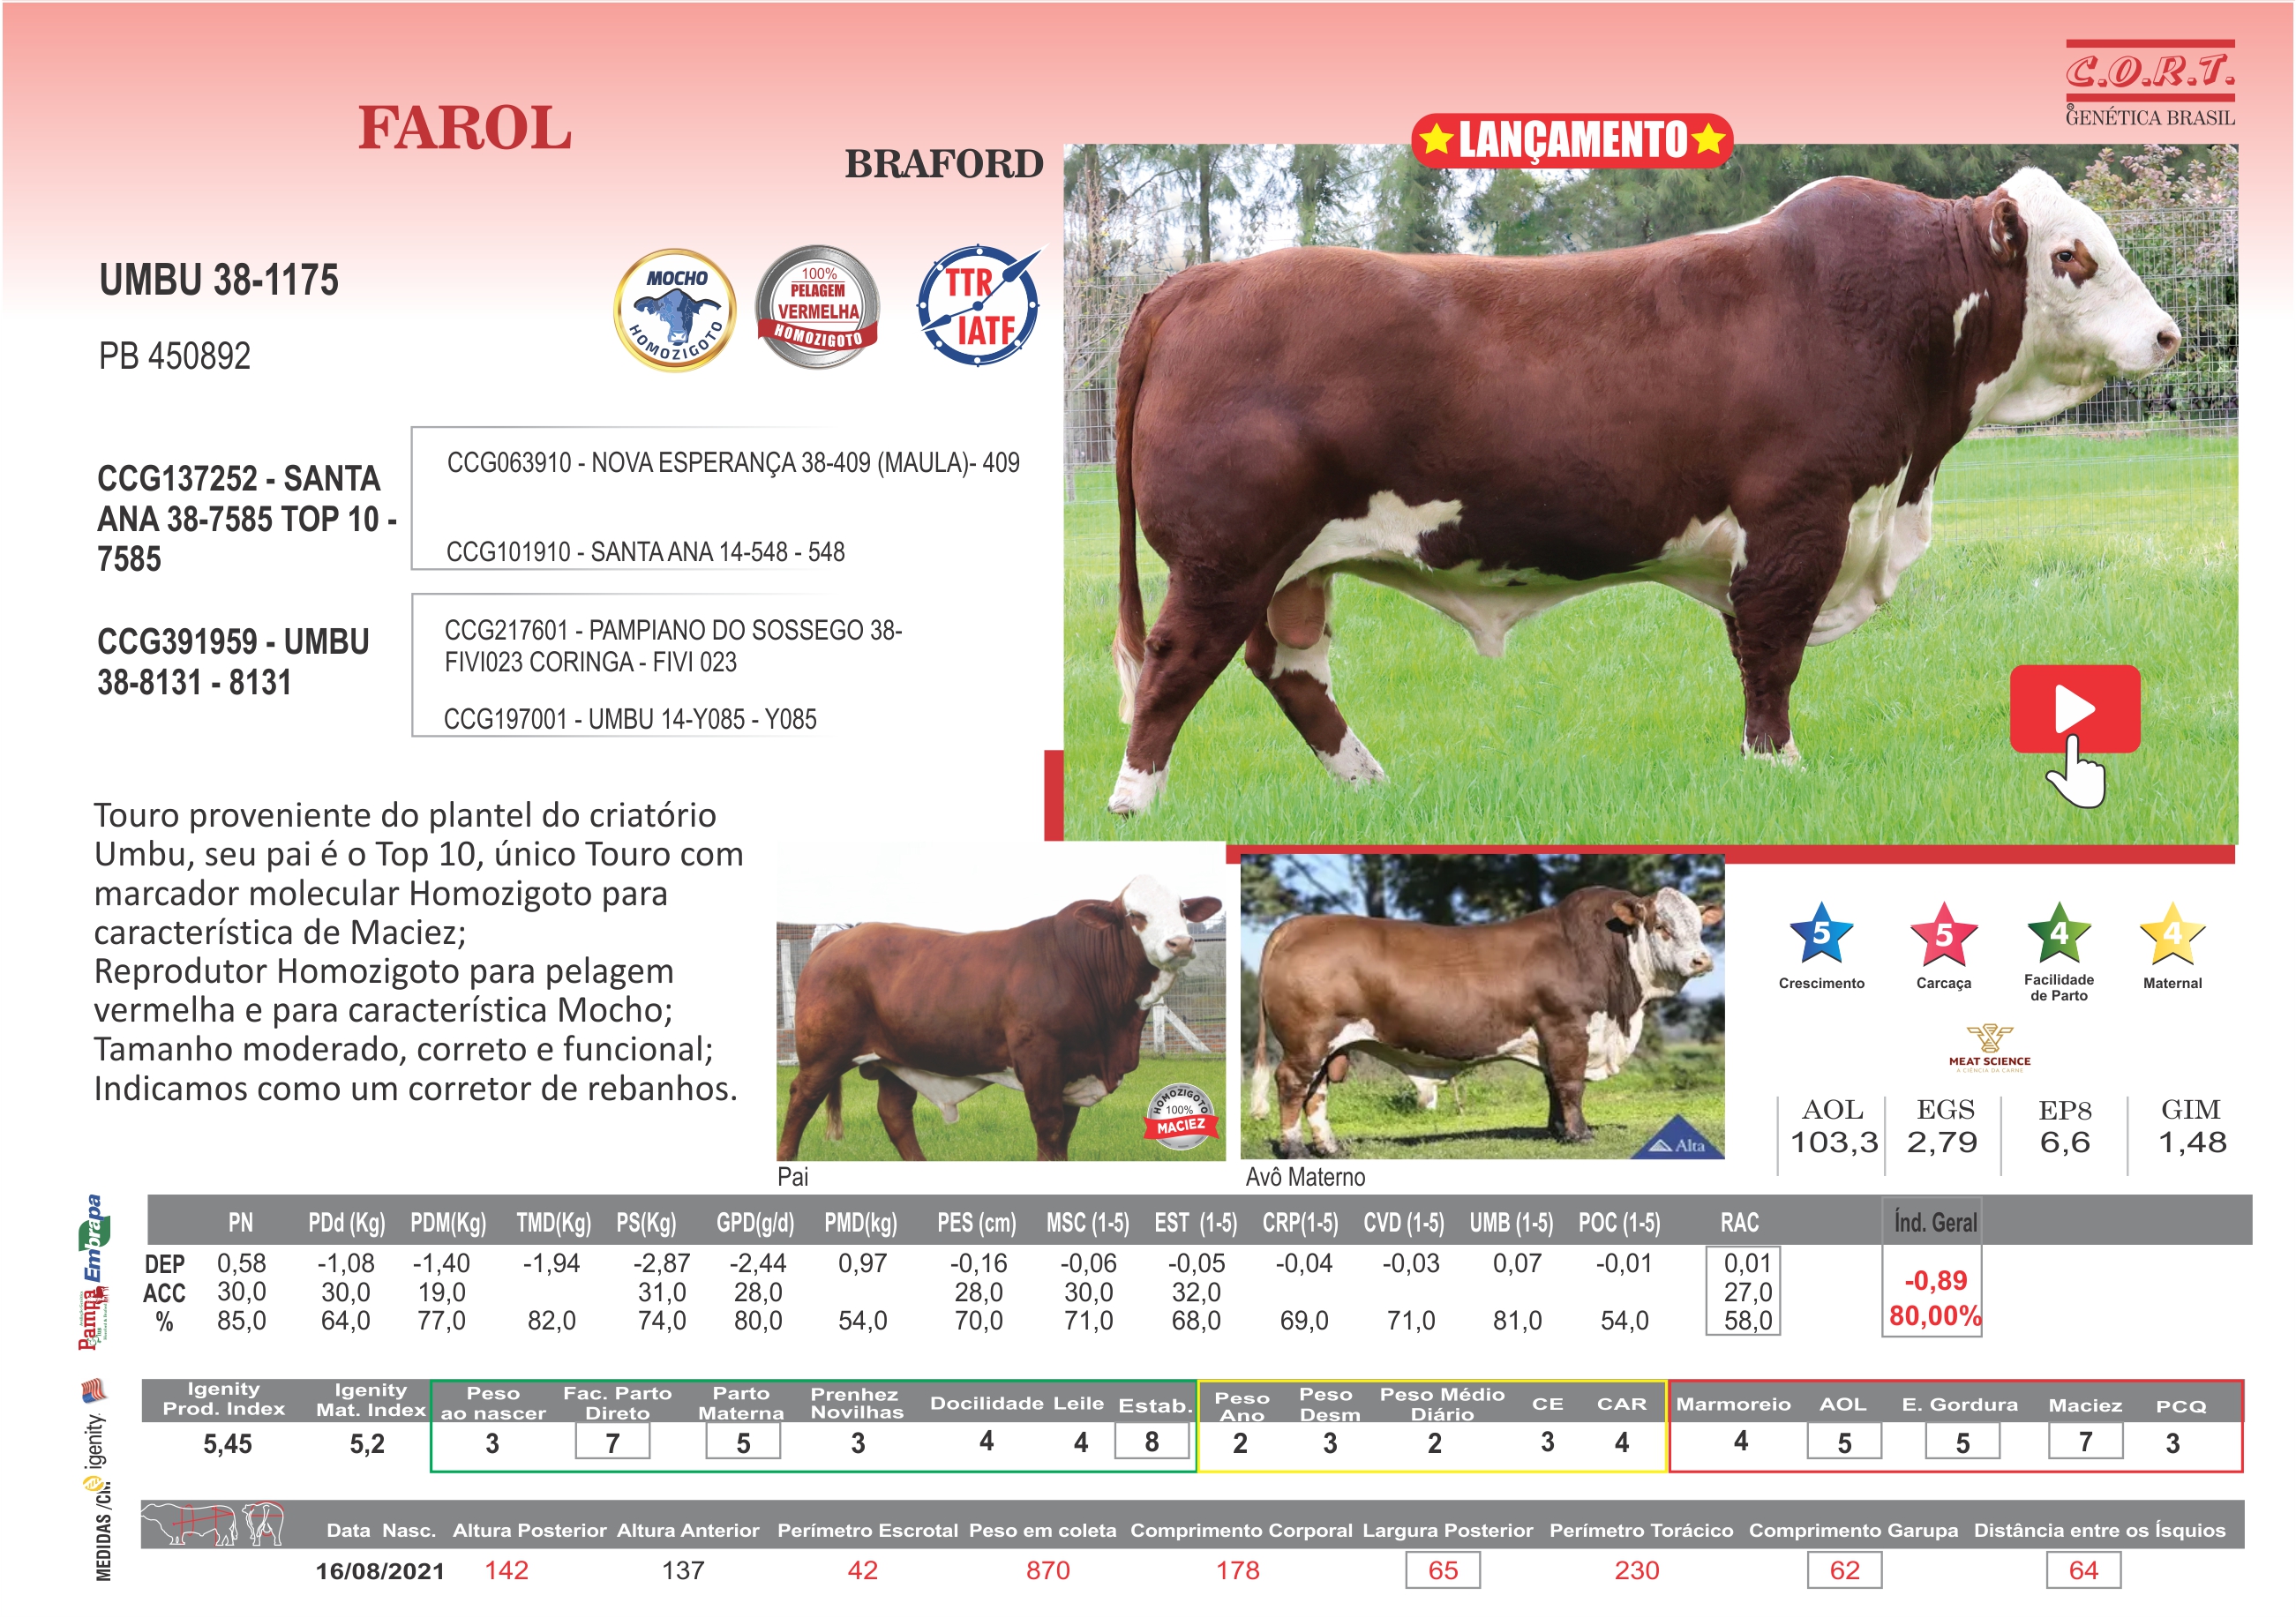 C.O.R.T.
GENÉTICA BRASIL
FAROL
BRAFORD
LANÇAMENTO
UMBU 38-1175
PB 450892
MOCHO
HOMOZIGOTO
100%
PELAGEM
VERMELHA
HOMOZIGOTO
TTR
IATF
CCG137252 - SANTA
ANA 38-7585 TOP 10 -
7585
CCG063910 - NOVA ESPERANÇA 38-409 (MAULA)- 409
CCG101910 - SANTA ANA 14-548 - 548
CCG391959 - UMBU
38-8131 - 8131
CCG217601 - PAMPIANO DO SOSSEGO 38-
FIVI023 CORINGA - FIVI 023
CCG197001 - UMBU 14-Y085 - Y085
Touro proveniente do plantel do criatório
Umbu, seu pai é o Top 10, único Touro com
marcador molecular Homozigoto para
característica de Maciez;
Reprodutor Homozigoto para pelagem
vermelha e para característica Mocho;
Tamanho moderado, correto e funcional;
Indicamos como um corretor de rebanhos.
HOMOZIGOTO
100%
MACIEZ
Pai
Alta
Avô Materno
5 5 4 4
Crescimento Carcaça Facilidade de Parto Maternal
MEAT SCIENCE
A CIÊNCIA DA CARNE
AOL EGS EP8 GIM
103,3 2,79 6,6 1,48
Embrapa
Pampa
PN PDd (Kg) PDM(Kg) TMD(Kg) PS(Kg) GPD(g/d) PMD(kg) PES (cm) MSC (1-5) EST (1-5) CRP(1-5) CVD (1-5) UMB (1-5) POC (1-5) RAC Índ. Geral
DEP 0,58 -1,08 -1,40 -1,94 -2,87 -2,44 0,97 -0,16 -0,06 -0,05 -0,04 -0,03 0,07 -0,01 0,01 -0,89
ACC 30,0 30,0 19,0 31,0 28,0 28,0 30,0 32,0 27,0
% 85,0 64,0 77,0 82,0 74,0 80,0 54,0 70,0 71,0 68,0 69,0 71,0 81,0 54,0 58,0 80,00%
igenity
Igenity Prod. Index Igenity Mat. Index Peso ao nascer Fac. Parto Direto Parto Materna Prenhez Novilhas Docilidade Leile Estab. Peso Ano Peso Desm Peso Médio Diário CE CAR Marmoreio AOL E. Gordura Maciez PCQ
5,45 5,2 3 7 5 3 4 4 8 2 3 2 3 4 4 5 5 7 3
MEDIDAS /CM
Data Nasc. Altura Posterior Altura Anterior Perímetro Escrotal Peso em coleta Comprimento Corporal Largura Posterior Perímetro Torácico Comprimento Garupa Distância entre os Ísquios
16/08/2021 142 137 42 870 178 65 230 62 64